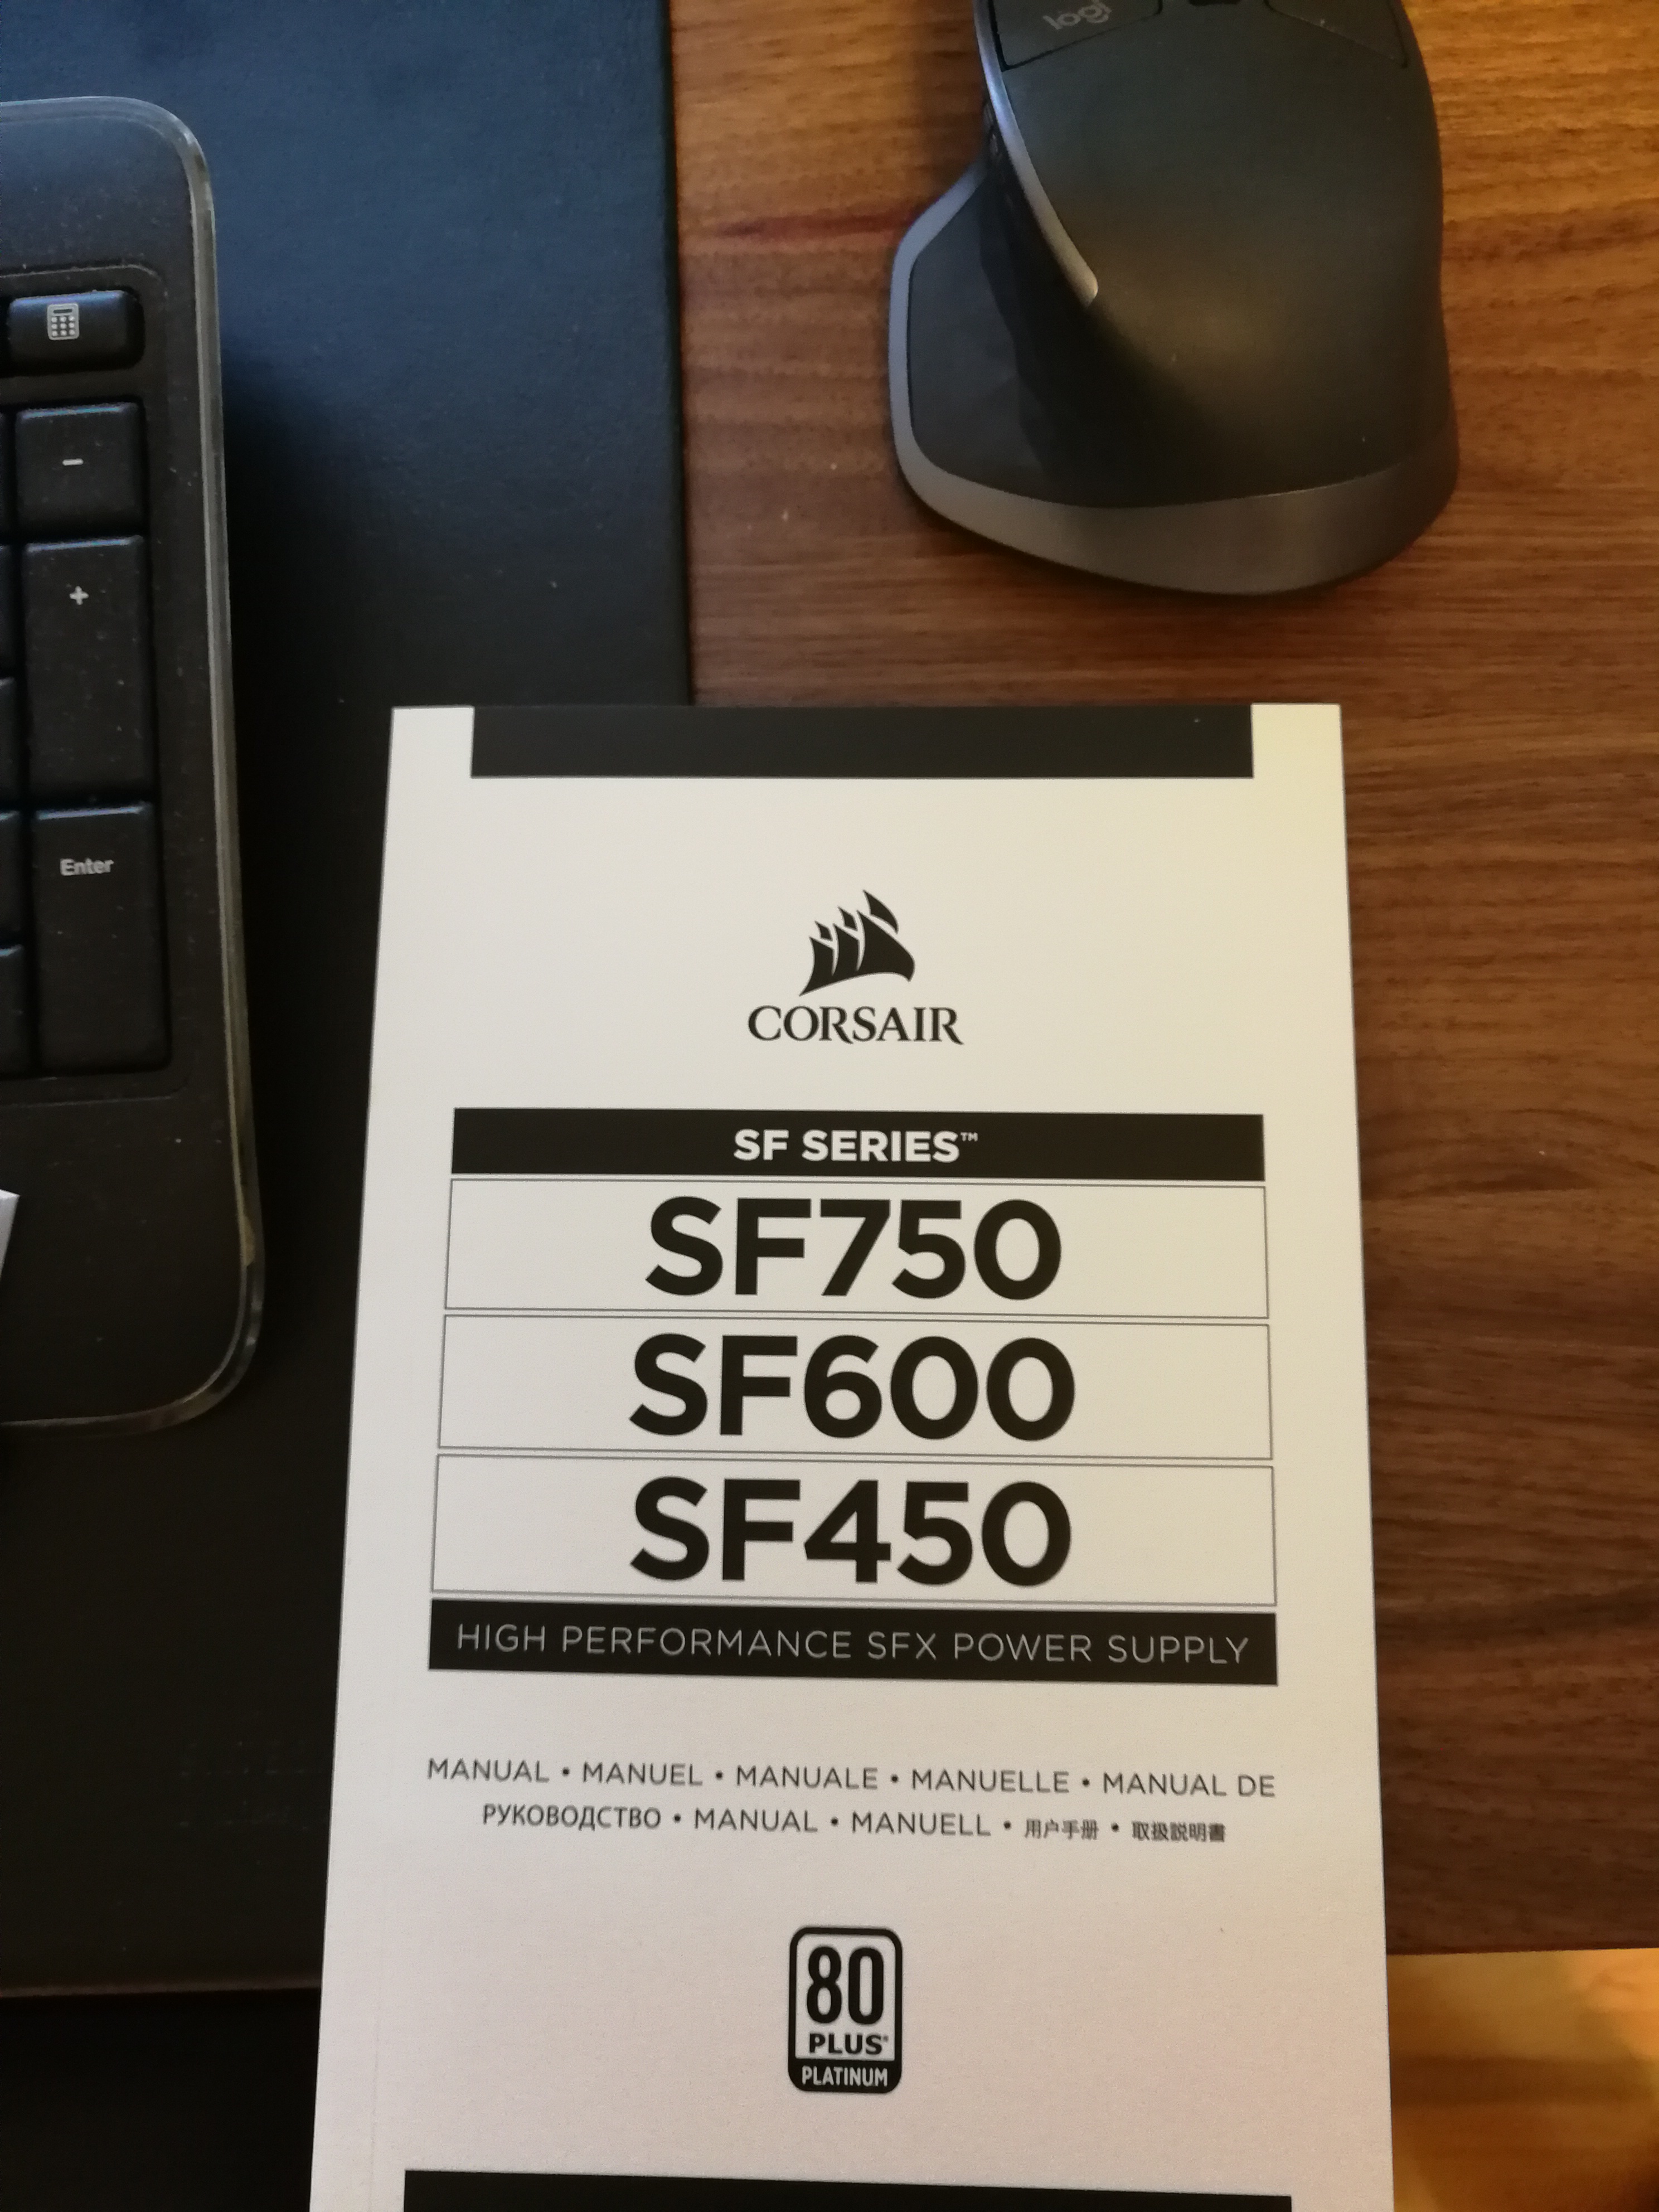 logi
-
+
Enter
CORSAIR
SF SERIES™
SF750
SF600
SF450
HIGH PERFORMANCE SFX POWER SUPPLY
MANUAL • MANUEL • MANUALE • MANUELLE • MANUAL DE
РУКОВОДСТВО • MANUAL • MANUELL • 用户手册 • 取扱説明書
80
PLUS®
PLATINUM